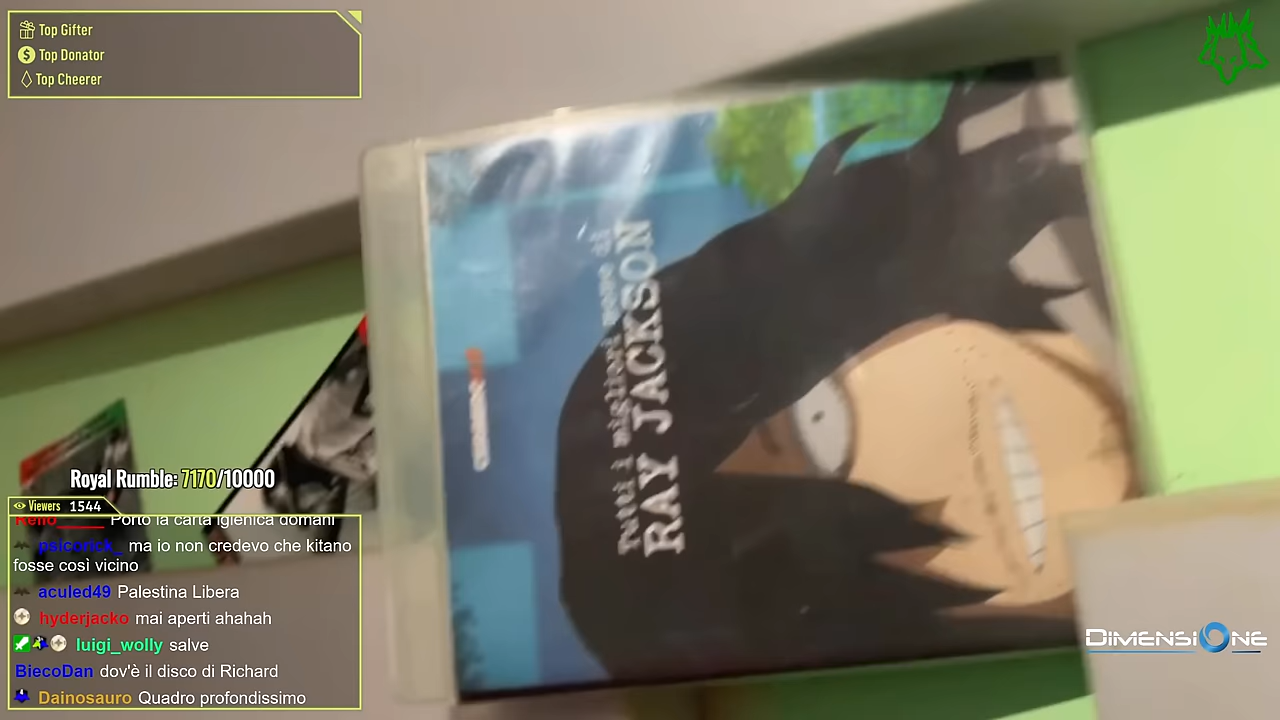 Top Gifter
Top Donator
Top Cheerer
Tutti i migliori
RAY JACKSON
Royal Rumble: 7170/10000
Viewers 1544
Porto la carta igienica domani
psicorick_ ma io non credevo che kitano
fosse così vicino
aculed49 Palestina Libera
hyderjacko mai aperti ahahah
luigi_wolly salve
BiecoDan dov'è il disco di Richard
Dainosauro Quadro profondissimo
DIMENSIONE